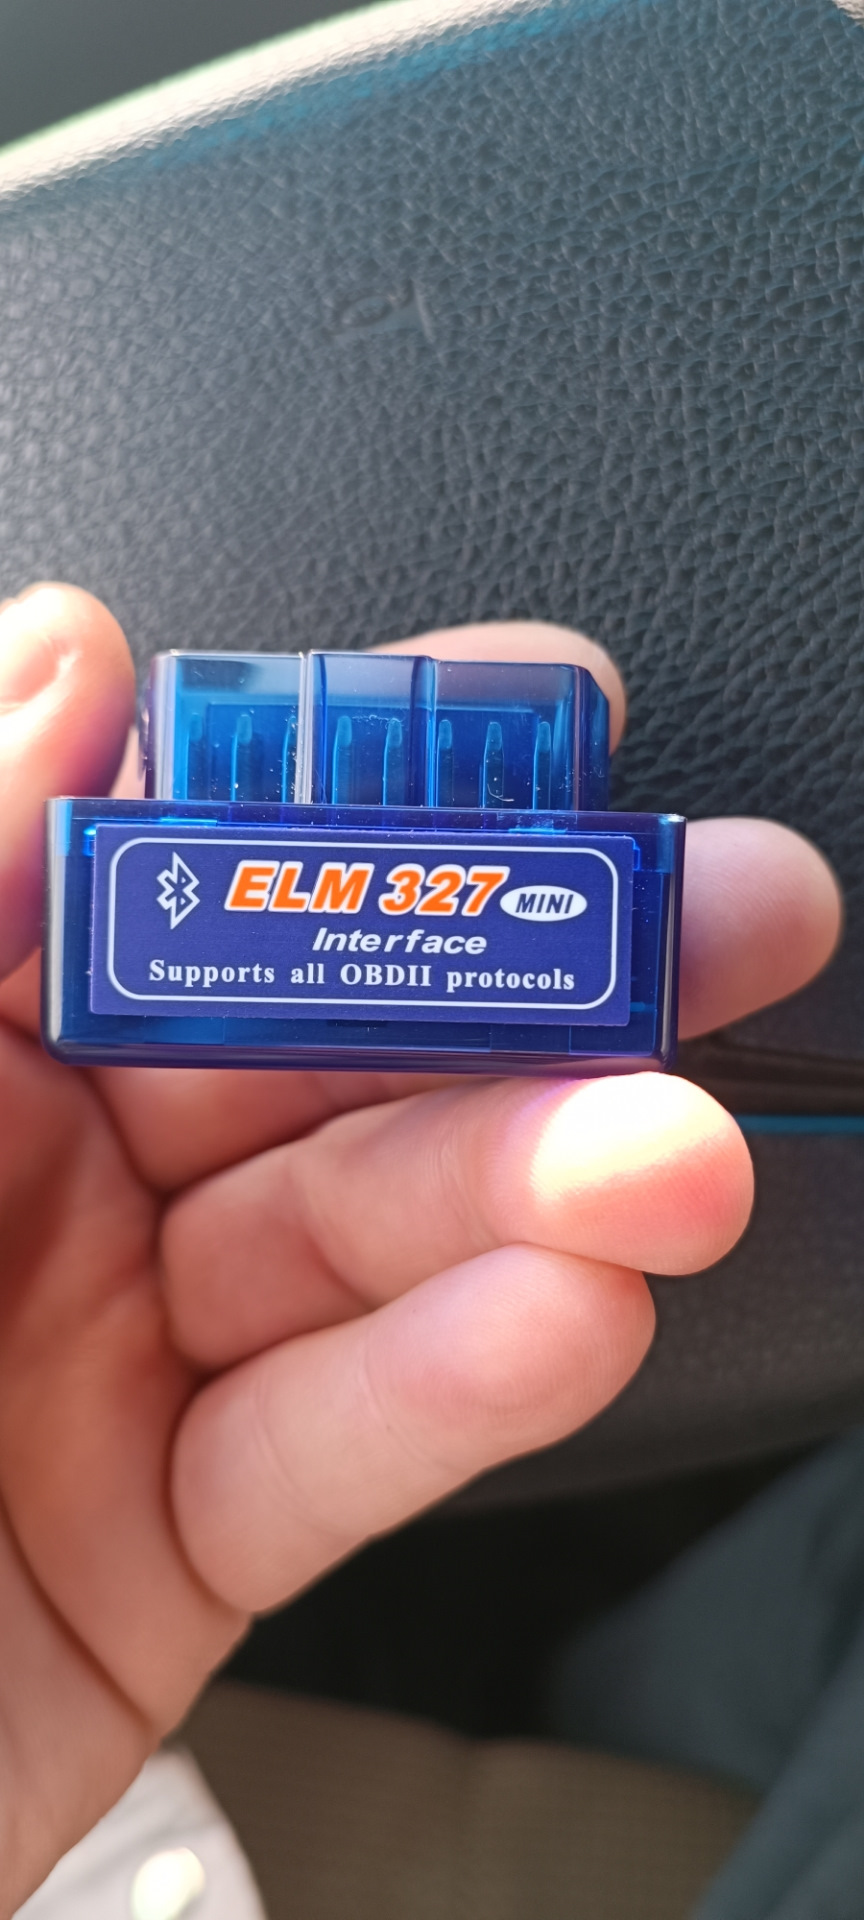 ELM 327 MINI
Interface
Supports all OBDII protocols